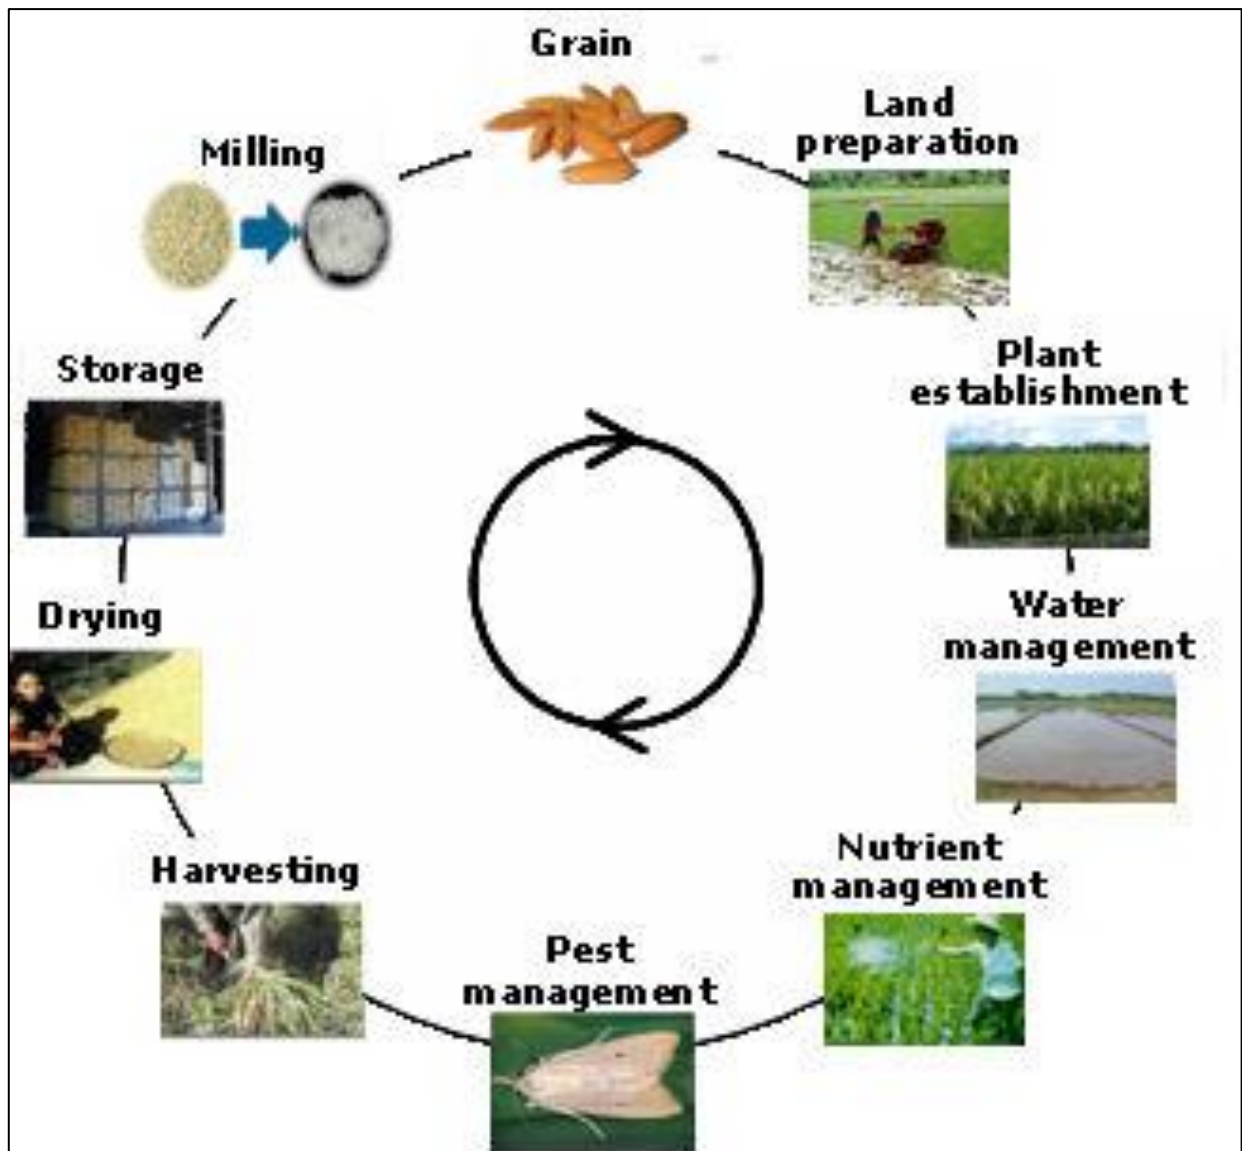 Grain
Land
preparation
Plant
establishment
Water
management
Nutrient
management
Pest
management
Harvesting
Drying
Storage
Milling